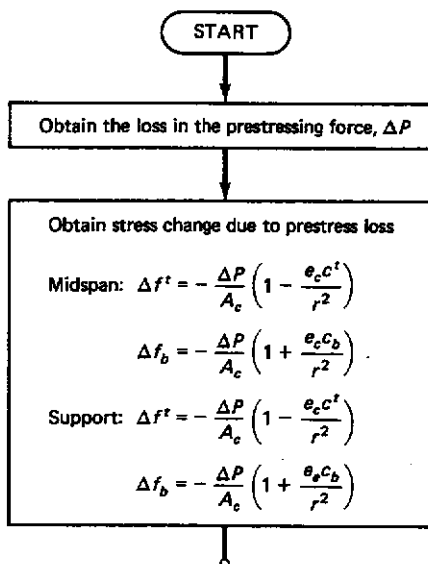 START
Obtain the loss in the prestressing force, ΔP
Obtain stress change due to prestress loss
Midspan: Δf^t = − ΔP/A_c (1 − e_c c^t/r^2)
Δf_b = − ΔP/A_c (1 + e_c c_b/r^2)
Support: Δf^t = − ΔP/A_c (1 − e_c c^t/r^2)
Δf_b = − ΔP/A_c (1 + e_e c_b/r^2)